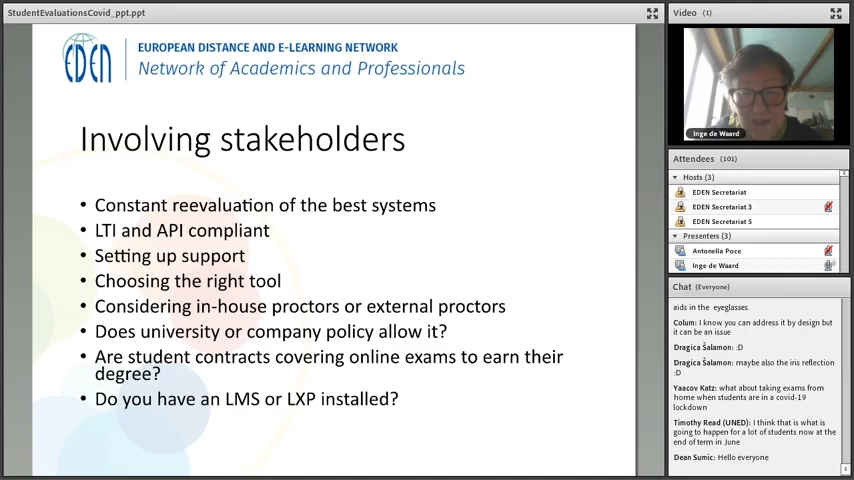 StudentEvaluationsCovid_ppt.ppt
EDEN
EUROPEAN DISTANCE AND E-LEARNING NETWORK
Network of Academics and Professionals
Involving stakeholders
• Constant reevaluation of the best systems
• LTI and API compliant
• Setting up support
• Choosing the right tool
• Considering in-house proctors or external proctors
• Does university or company policy allow it?
• Are student contracts covering online exams to earn their
degree?
• Do you have an LMS or LXP installed?
Video (1)
Inge de Waard
Attendees (101)
Hosts (3)
EDEN Secretariat
EDEN Secretariat 3
EDEN Secretariat 5
Presenters (3)
Antonella Poce
Inge de Waard
Chat (Everyone)
aids in the eyeglasses.
Colum: I know you can address it by design but
it can be an issue
Dragica Šalamon: :D
Dragica Šalamon: maybe also the iris reflection
:D
Yaacov Katz: what about taking exams from
home when students are in a covid-19
lockdown
Timothy Read (UNED): I think that is what is
going to happen for a lot of students now at the
end of term in June
Dean Sumic: Hello everyone